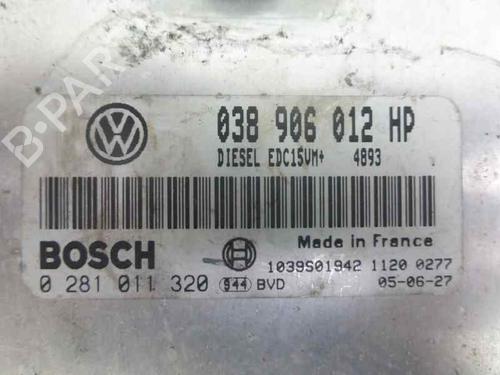 B-PARTS
038 906 012 HP
DIESEL EDC15VM+ 4893
BOSCH
Made in France
0 281 011 320 944 BVD
1039S01942 1120 0277
05-06-27